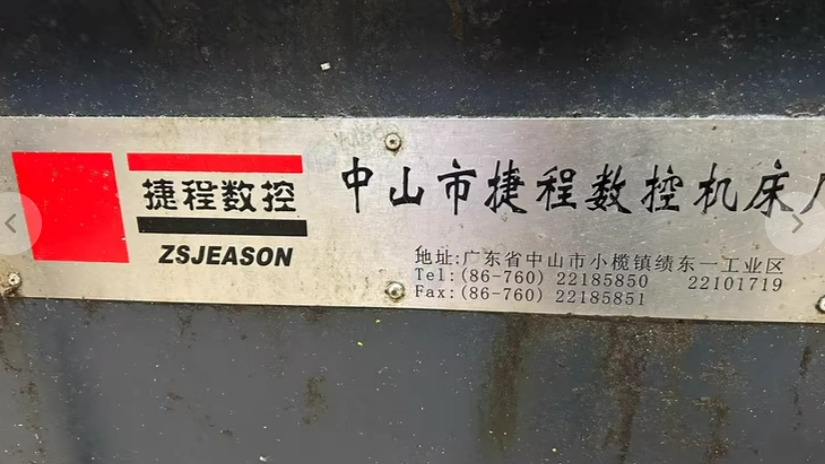 捷程数控
ZSJEASON
中山市捷程数控机床厂
地址:广东省中山市小榄镇绩东一工业区
Tel:(86-760) 22185850 22101719
Fax:(86-760) 22185851